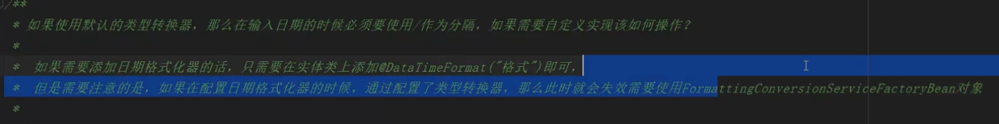 /**
* 如果使用默认的类型转换器，那么在输入日期的时候必须要使用/作为分隔，如果需要自定义实现该如何操作？
*
* 如果需要添加日期格式化器的话，只需要在实体类上添加@DataTimeFormat("格式")即可，
* 但是需要注意的是，如果在配置日期格式化器的时候，通过配置了类型转换器，那么此时就会失效需要使用FormattingConversionServiceFactoryBean对象
*